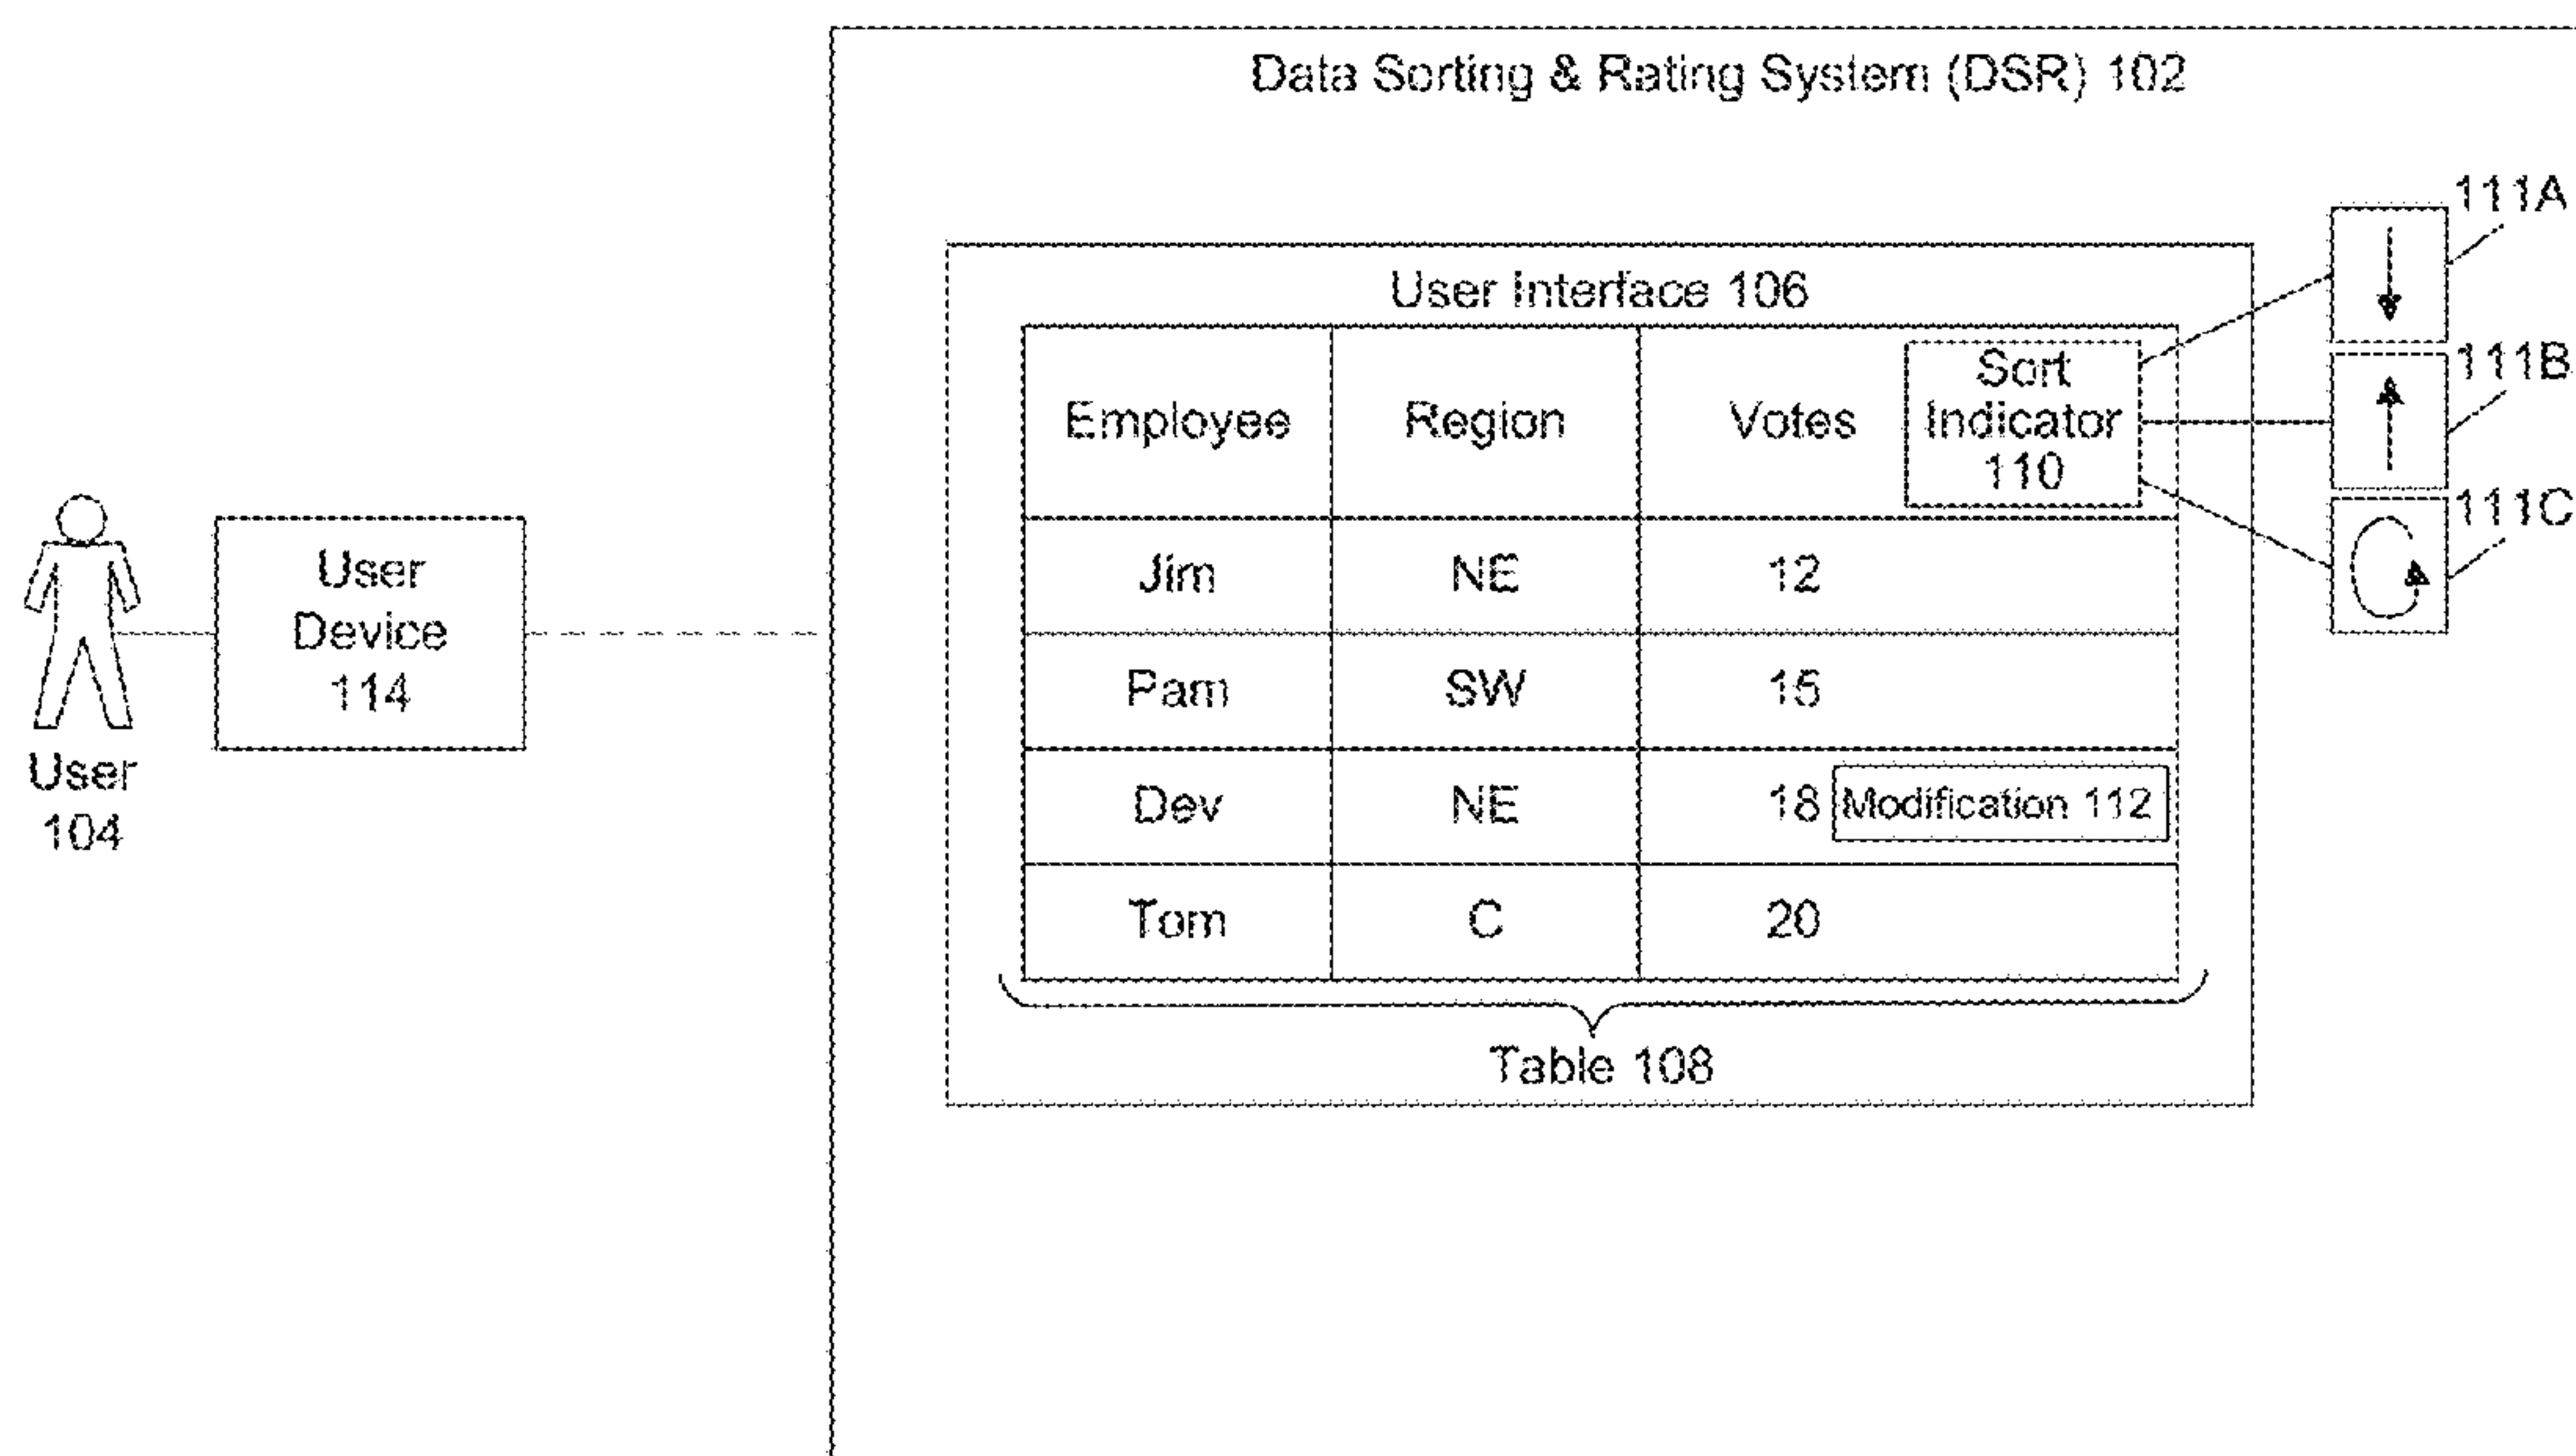 Data Sorting & Rating System (DSR) 102
111A
User Interface 106
111B
Employee Region Votes Sort
Indicator
110
111C
Jim NE 12
Pam SW 15
Dev NE 18 Modification 112
Tom C 20
Table 108
User
Device
114
User
104